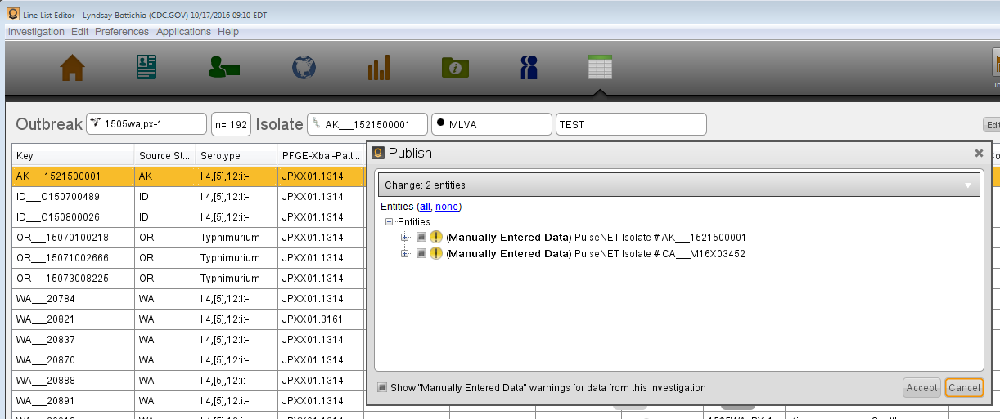 Line List Editor - Lyndsay Bottichio (CDC.GOV) 10/17/2016 09:10 EDT
Investigation Edit Preferences Applications Help
in
Outbreak 1505wajpx-1 n= 192 Isolate AK___1521500001 MLVA TEST
Edi
Key Source St... Serotype PFGE-XbaI-Patt...
AK___1521500001 AK I 4,[5],12:i:- JPXX01.1314
ID___C150700489 ID I 4,[5],12:i:- JPXX01.1314
ID___C150800026 ID I 4,[5],12:i:- JPXX01.1314
OR___15070100218 OR Typhimurium JPXX01.1314
OR___15071002666 OR Typhimurium JPXX01.1314
OR___15073008225 OR Typhimurium JPXX01.1314
WA___20784 WA I 4,[5],12:i:- JPXX01.1314
WA___20821 WA I 4,[5],12:i:- JPXX01.3161
WA___20837 WA I 4,[5],12:i:- JPXX01.1314
WA___20870 WA I 4,[5],12:i:- JPXX01.1314
WA___20888 WA I 4,[5],12:i:- JPXX01.1314
WA___20891 WA I 4,[5],12:i:- JPXX01.1314
Publish
Change: 2 entities
Entities (all, none)
Entities
(Manually Entered Data) PulseNET Isolate # AK___1521500001
(Manually Entered Data) PulseNET Isolate # CA___M16X03452
Show "Manually Entered Data" warnings for data from this investigation
Accept Cancel